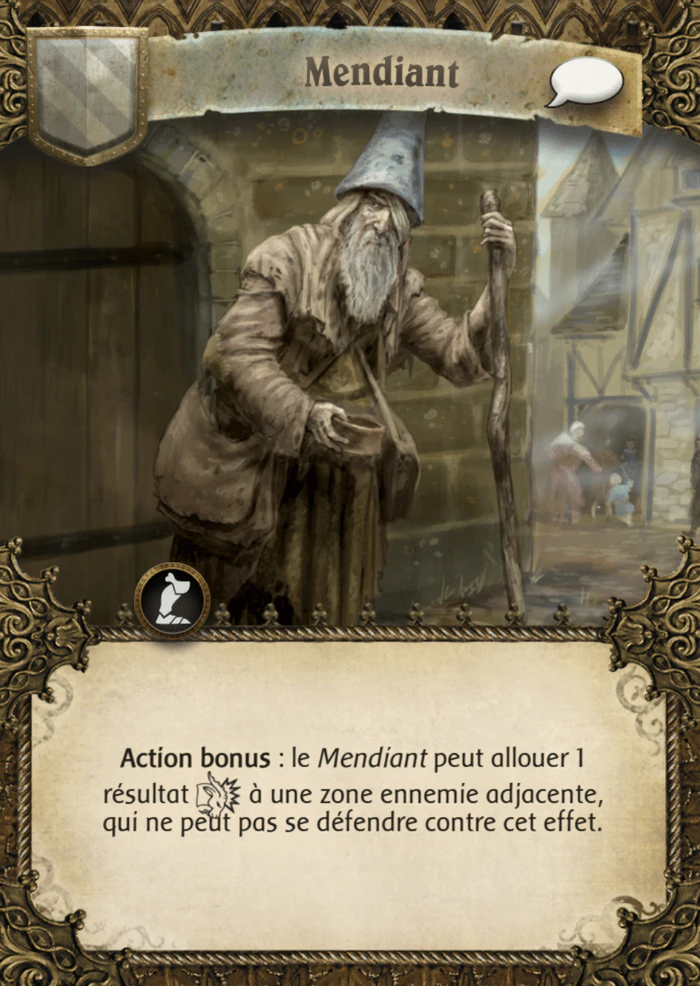 Mendiant
Action bonus : le Mendiant peut allouer 1
résultat à une zone ennemie adjacente,
qui ne peut pas se défendre contre cet effet.